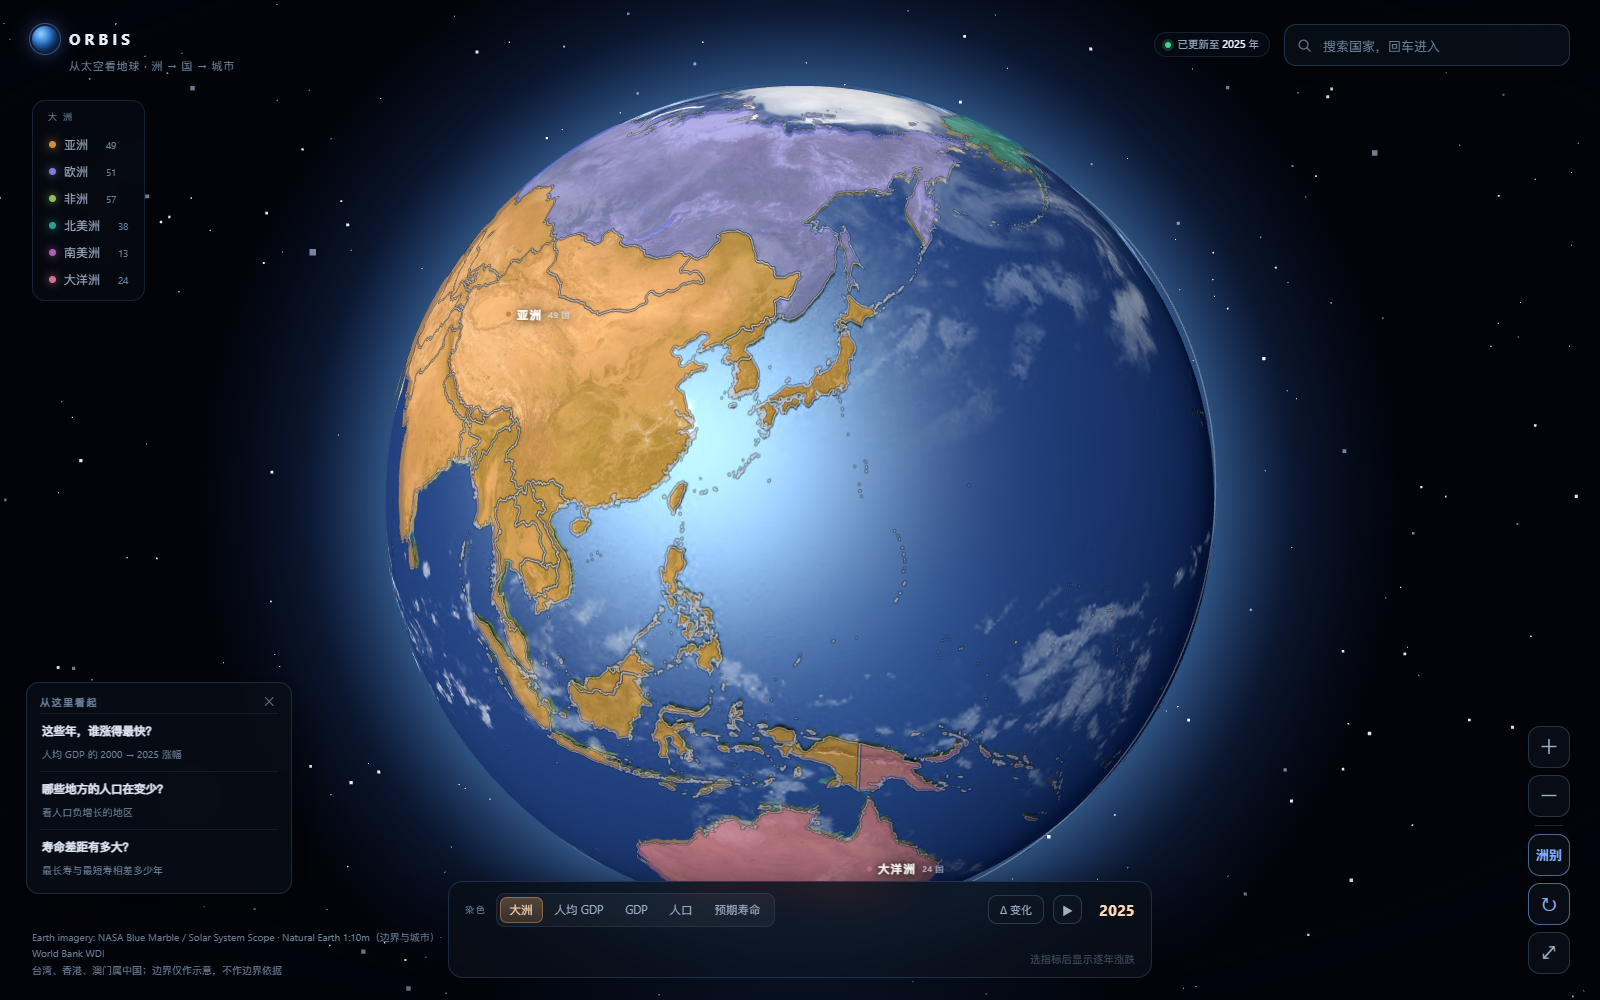 ORBIS
从太空看地球 · 洲 → 国 → 城市
已更新至 2025 年
搜索国家，回车进入
大 洲
亚洲 49
欧洲 51
非洲 57
北美洲 38
南美洲 13
大洋洲 24
亚洲 49 国
从这里看起
这些年，谁涨得最快?
人均 GDP 的 2000 → 2025 涨幅
哪些地方的人口在变少?
看人口负增长的地区
寿命差距有多大?
最长寿与最短寿相差多少年
洲别
大洋洲 24 国
染色 大洲 人均 GDP GDP 人口 预期寿命 Δ 变化 2025
选指标后显示逐年涨跌
Earth imagery: NASA Blue Marble / Solar System Scope · Natural Earth 1:10m（边界与城市）·
World Bank WDI
台湾、香港、澳门属中国；边界仅作示意，不作边界依据